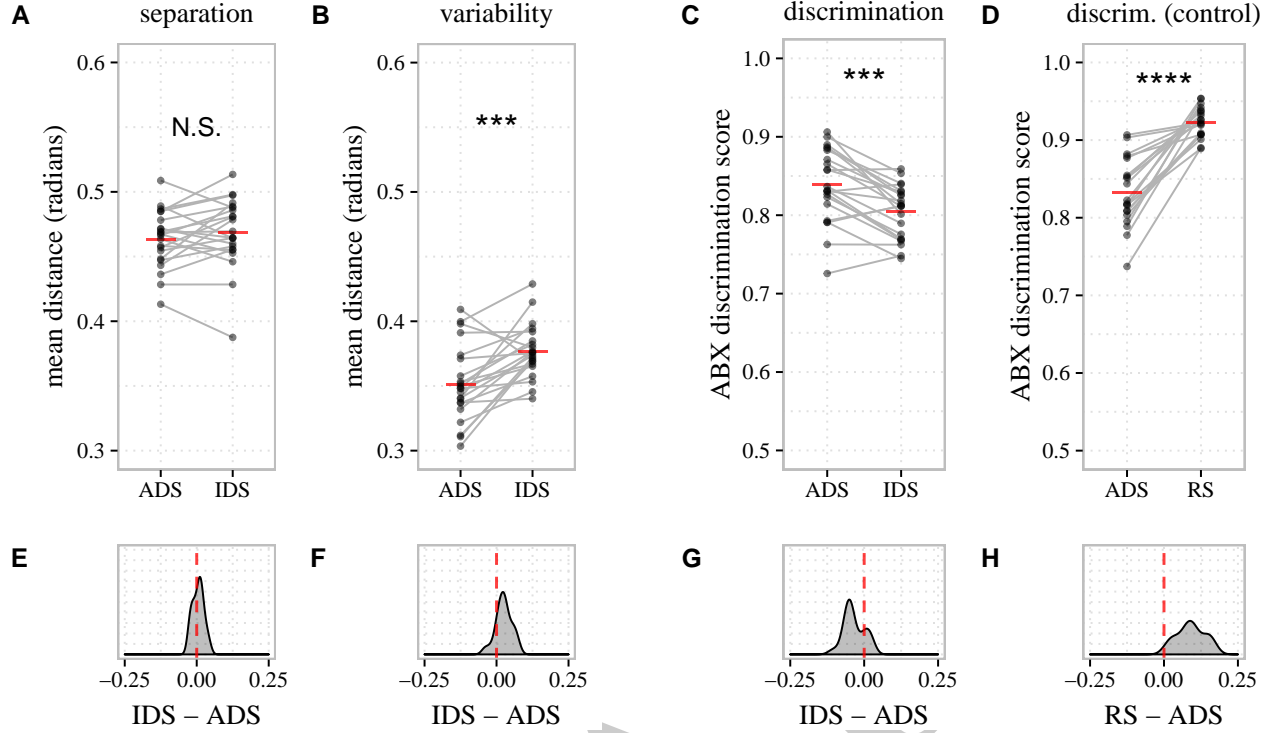 A separation
B variability
C discrimination
D discrim. (control)
mean distance (radians)
0.6
0.5
0.4
0.3
N.S.
ADS IDS
mean distance (radians)
0.6
0.5
0.4
0.3
***
ADS IDS
ABX discrimination score
1.0
0.9
0.8
0.7
0.6
0.5
***
ADS IDS
ABX discrimination score
1.0
0.9
0.8
0.7
0.6
0.5
****
ADS RS
E
−0.25 0.00 0.25
IDS − ADS
F
−0.25 0.00 0.25
IDS − ADS
G
−0.25 0.00 0.25
IDS − ADS
H
−0.25 0.00 0.25
RS − ADS